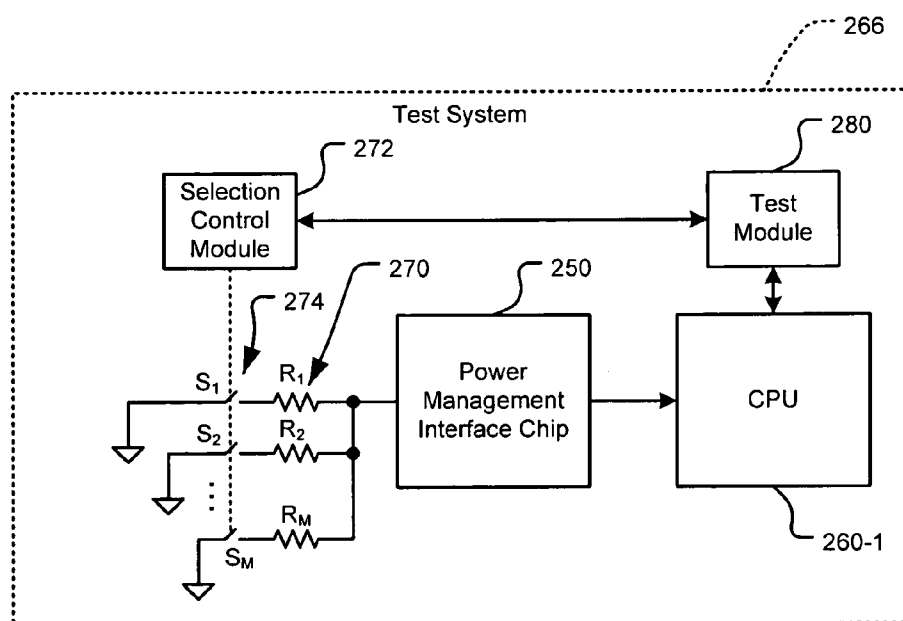 266
Test System
272
280
Selection
Control
Module
Test
Module
270
250
274
S1
R1
Power
Management
Interface Chip
CPU
S2
R2
RM
SM
260-1